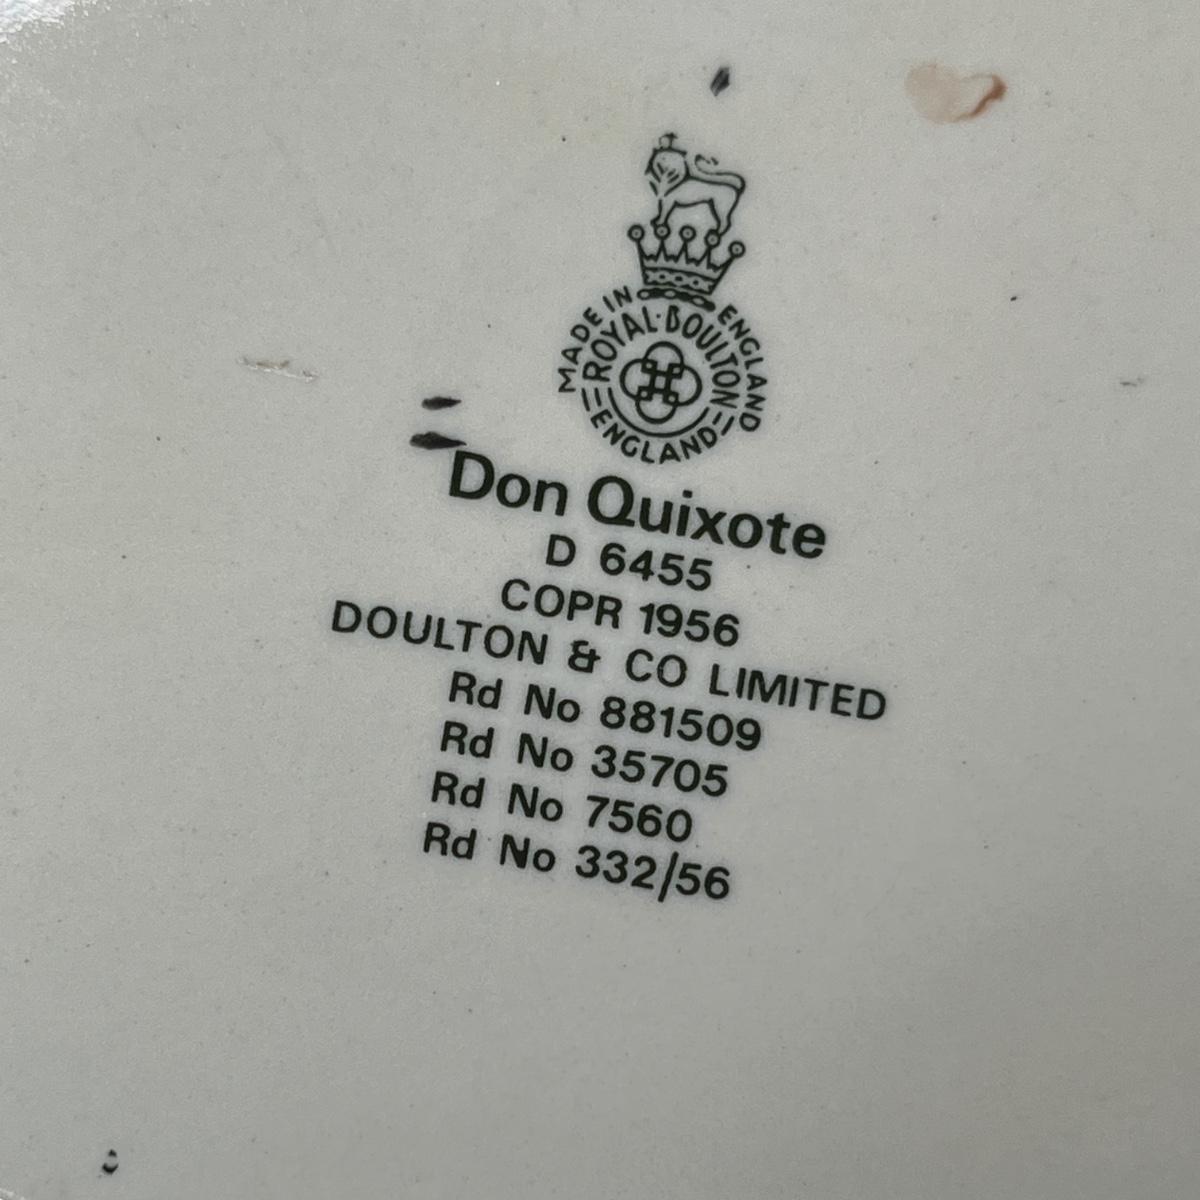 MADE IN ENGLAND
ROYAL·DOULTON
ENGLAND
Don Quixote
D 6455
COPR 1956
DOULTON & CO LIMITED
Rd No 881509
Rd No 35705
Rd No 7560
Rd No 332/56